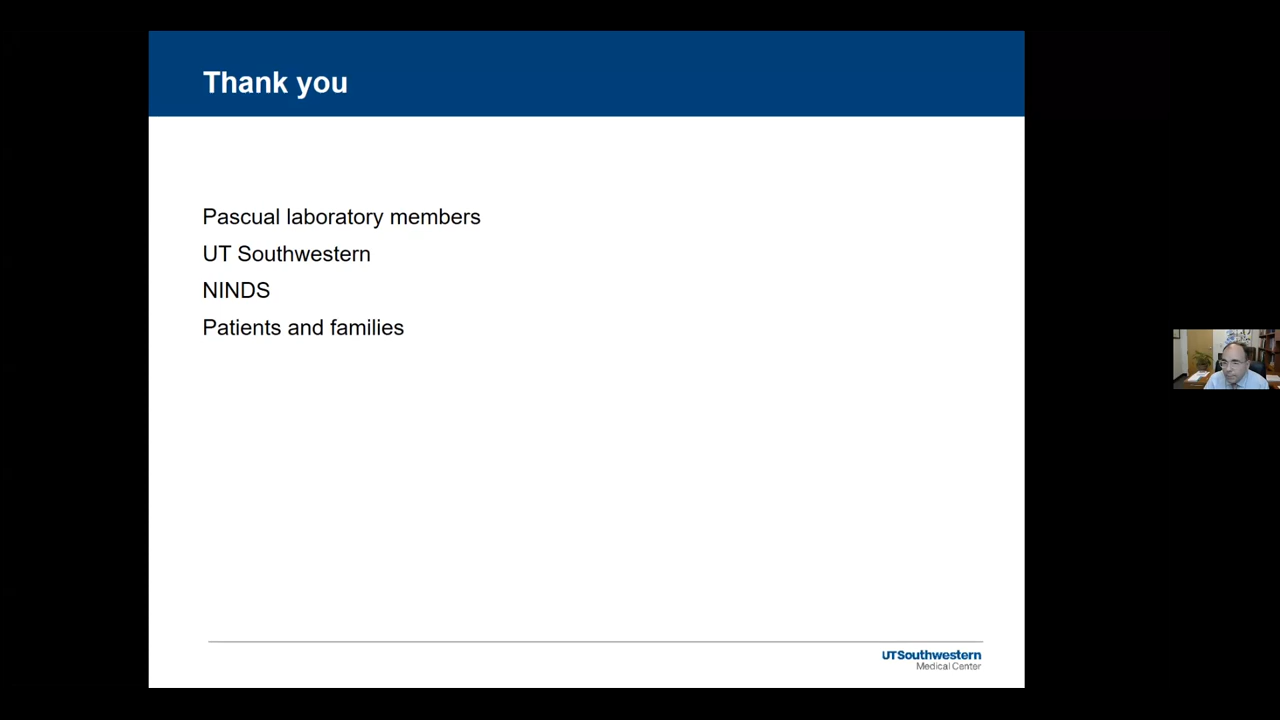 Thank you
Pascual laboratory members
UT Southwestern
NINDS
Patients and families
UTSouthwestern
Medical Center